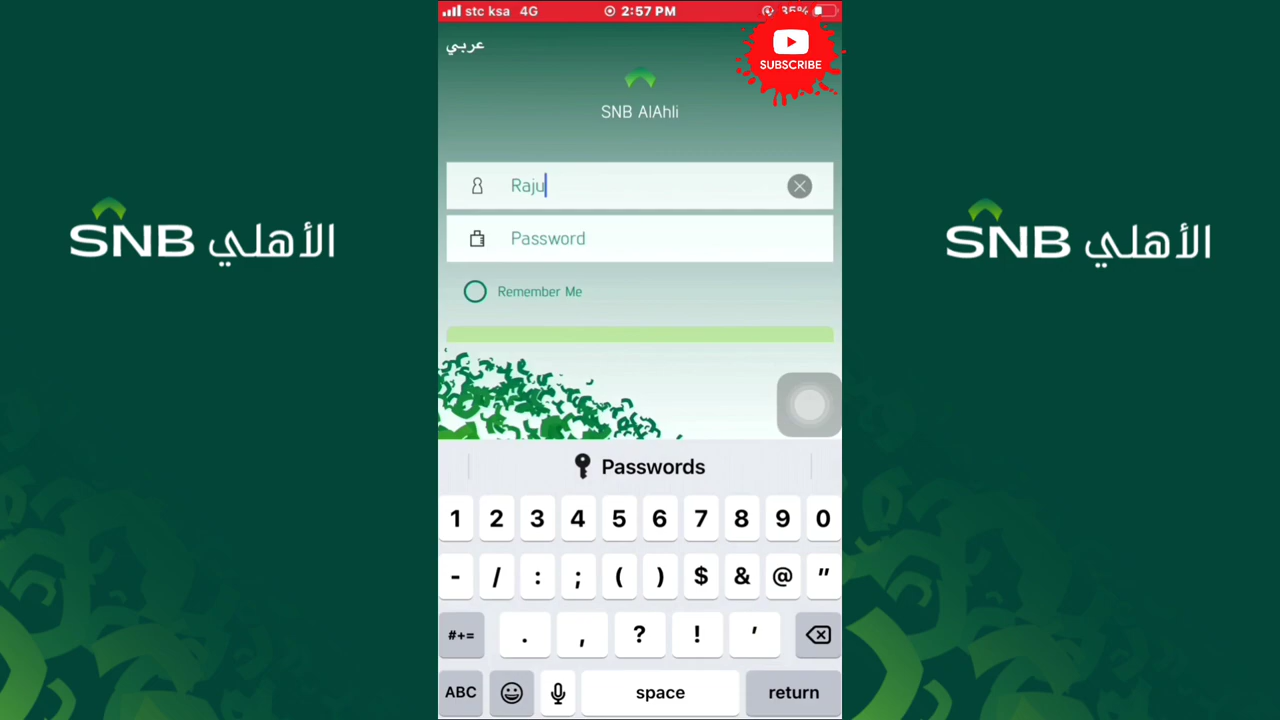 stc ksa 4G 2:57 PM 35%
عربي
SUBSCRIBE
SNB AlAhli
Raju
Password
Remember Me
SNB الأهلي
SNB الأهلي
Passwords
1 2 3 4 5 6 7 8 9 0
- / : ; ( ) $ & @ "
#+= . , ? ! '
ABC space return